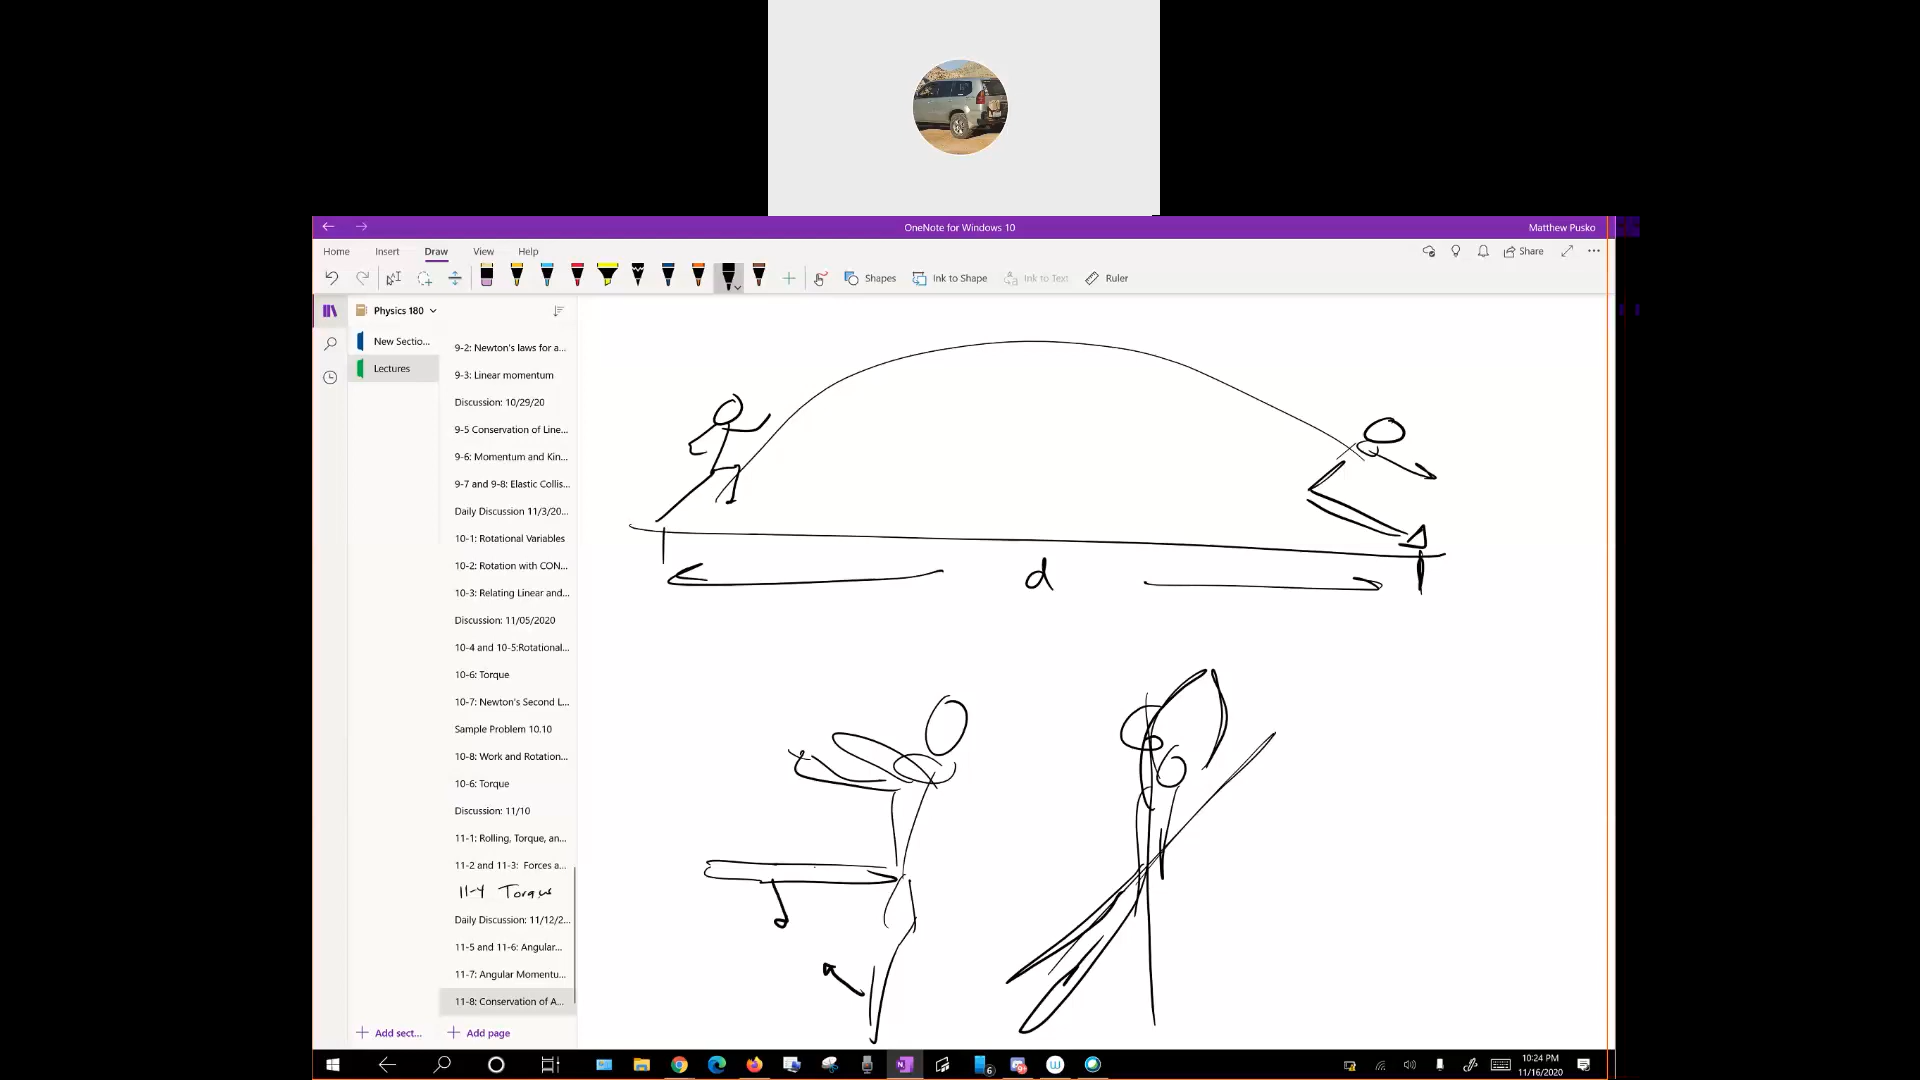 OneNote for Windows 10
Matthew Pusko
Home
Insert
Draw
View
Help
Share
Shapes
Ink to Shape
Ink to Text
Ruler
Physics 180
New Sectio...
Lectures
9-2: Newton's laws for a...
9-3: Linear momentum
Discussion: 10/29/20
9-5 Conservation of Line...
9-6: Momentum and Kin...
9-7 and 9-8: Elastic Collis...
Daily Discussion 11/3/20...
10-1: Rotational Variables
10-2: Rotation with CON...
10-3: Relating Linear and...
Discussion: 11/05/2020
10-4 and 10-5:Rotational...
10-6: Torque
10-7: Newton's Second L...
Sample Problem 10.10
10-8: Work and Rotation...
10-6: Torque
Discussion: 11/10
11-1: Rolling, Torque, an...
11-2 and 11-3: Forces a...
11-4 Torque
Daily Discussion: 11/12/2...
11-5 and 11-6: Angular...
11-7: Angular Momentu...
11-8: Conservation of A...
Add sect...
Add page
d
6
10:24 PM
11/16/2020